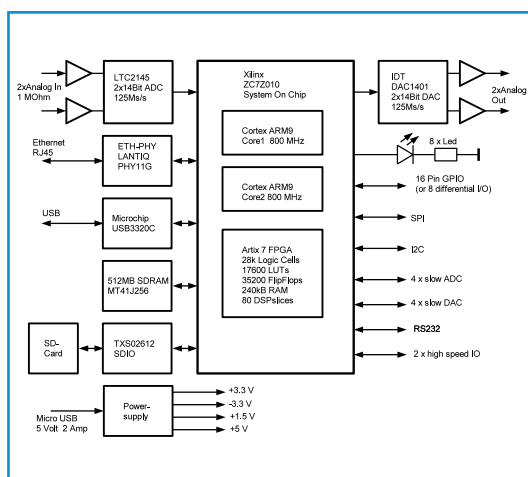 2xAnalog In
1 MOhm
LTC2145
2x14Bit ADC
125Ms/s
Xilinx
ZC7Z010
System On Chip
IDT
DAC1401
2x14Bit DAC
125Ms/s
2xAnalog
Out
Ethernet
RJ45
ETH-PHY
LANTIQ
PHY11G
Cortex ARM9
Core1 800 MHz
8 x Led
Cortex ARM9
Core2 800 MHz
16 Pin GPIO
(or 8 differential I/O)
USB
Microchip
USB3320C
SPI
I2C
Artix 7 FPGA
28k Logic Cells
17600 LUTs
35200 FlipFlops
240kB RAM
80 DSPslices
512MB SDRAM
MT41J256
4 x slow ADC
4 x slow DAC
RS232
2 x high speed IO
SD-
Card
TXS02612
SDIO
Micro USB
5 Volt 2 Amp
Power-
supply
+3.3 V
-3.3 V
+1.5 V
+5 V